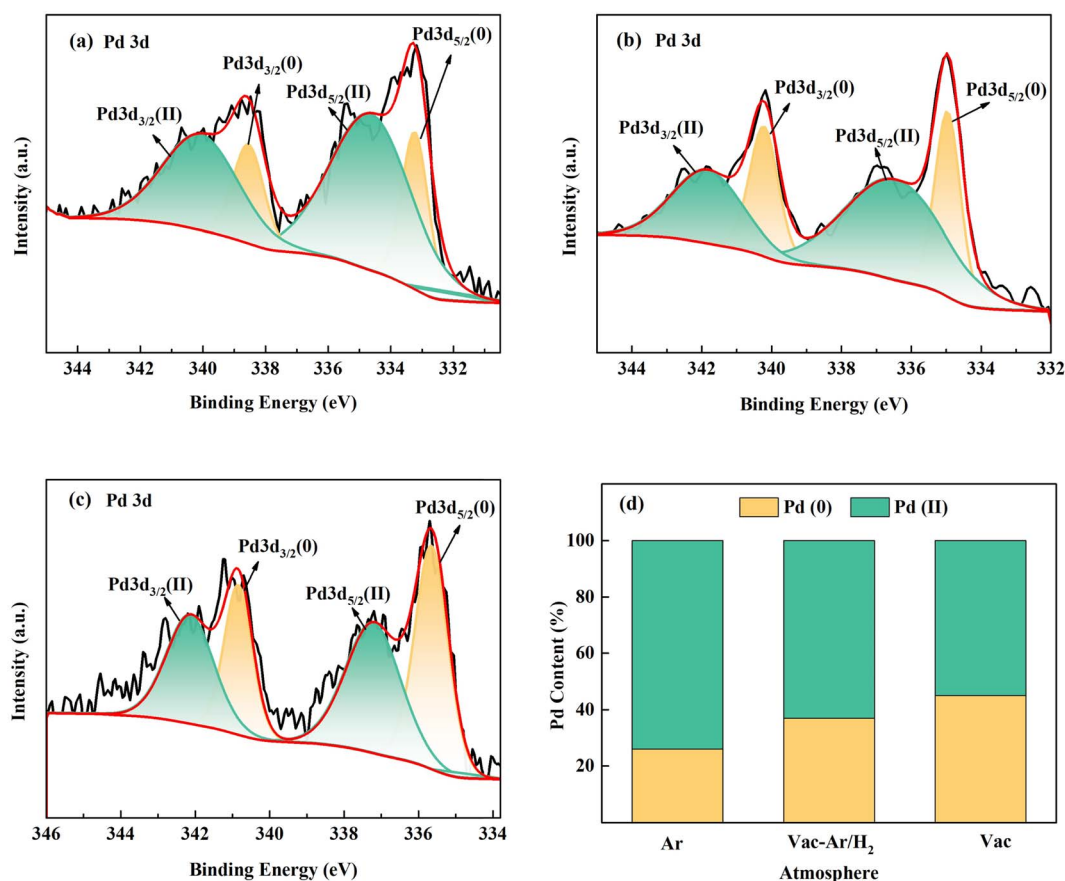 (a) Pd 3d
Pd3d5/2(0)
Pd3d3/2(0)
Pd3d5/2(II)
Pd3d3/2(II)
Intensity (a.u.)
344 342 340 338 336 334 332
Binding Energy (eV)
(b) Pd 3d
Pd3d3/2(0)
Pd3d5/2(0)
Pd3d3/2(II)
Pd3d5/2(II)
Intensity (a.u.)
344 342 340 338 336 334 332
Binding Energy (eV)
(c) Pd 3d
Pd3d5/2(0)
Pd3d3/2(0)
Pd3d3/2(II)
Pd3d5/2(II)
Intensity (a.u.)
346 344 342 340 338 336 334
Binding Energy (eV)
(d)
Pd (0) Pd (II)
100
80
60
40
20
Pd Content (%)
Ar Vac-Ar/H2 Vac
Atmosphere